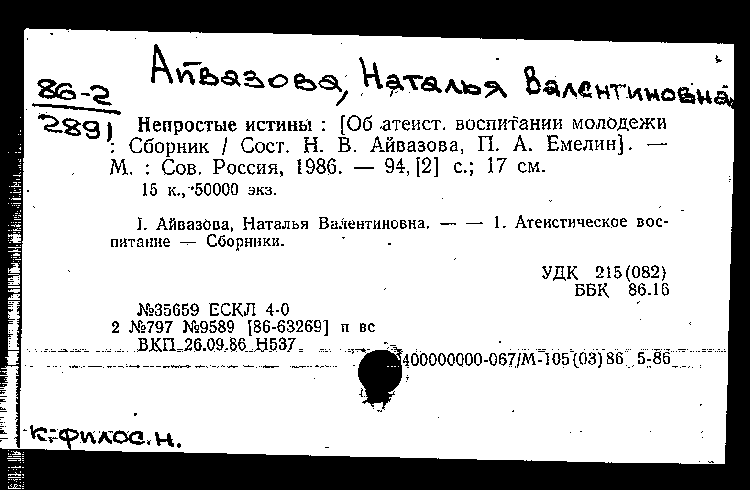 Айвазова, Наталья Валентиновна
86-2
2891
Непростые истины : [Об атеист. воспитании молодежи
: Сборник / Сост. Н. В. Айвазова, П. А. Емелин]. —
М. : Сов. Россия, 1986. — 94, [2] с.; 17 см.
15 к., 50000 экз.
I. Айвазова, Наталья Валентиновна. — — 1. Атеистическое вос-
питание — Сборники.
УДК 215(082)
ББК 86.16
№35659 ЕСКЛ 4-0
2 №797 №9589 [86-63269] п вс
ВКП 26.09.86 Н537
400000000-067/М-105(03)86 5-86
к.филос.н.